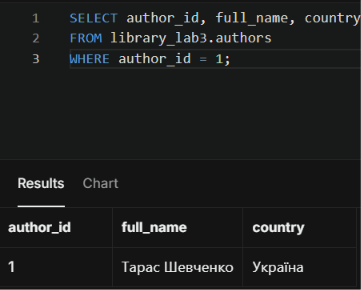 1 SELECT author_id, full_name, country
2 FROM library_lab3.authors
3 WHERE author_id = 1;
Results Chart
author_id full_name country
1 Тарас Шевченко Україна